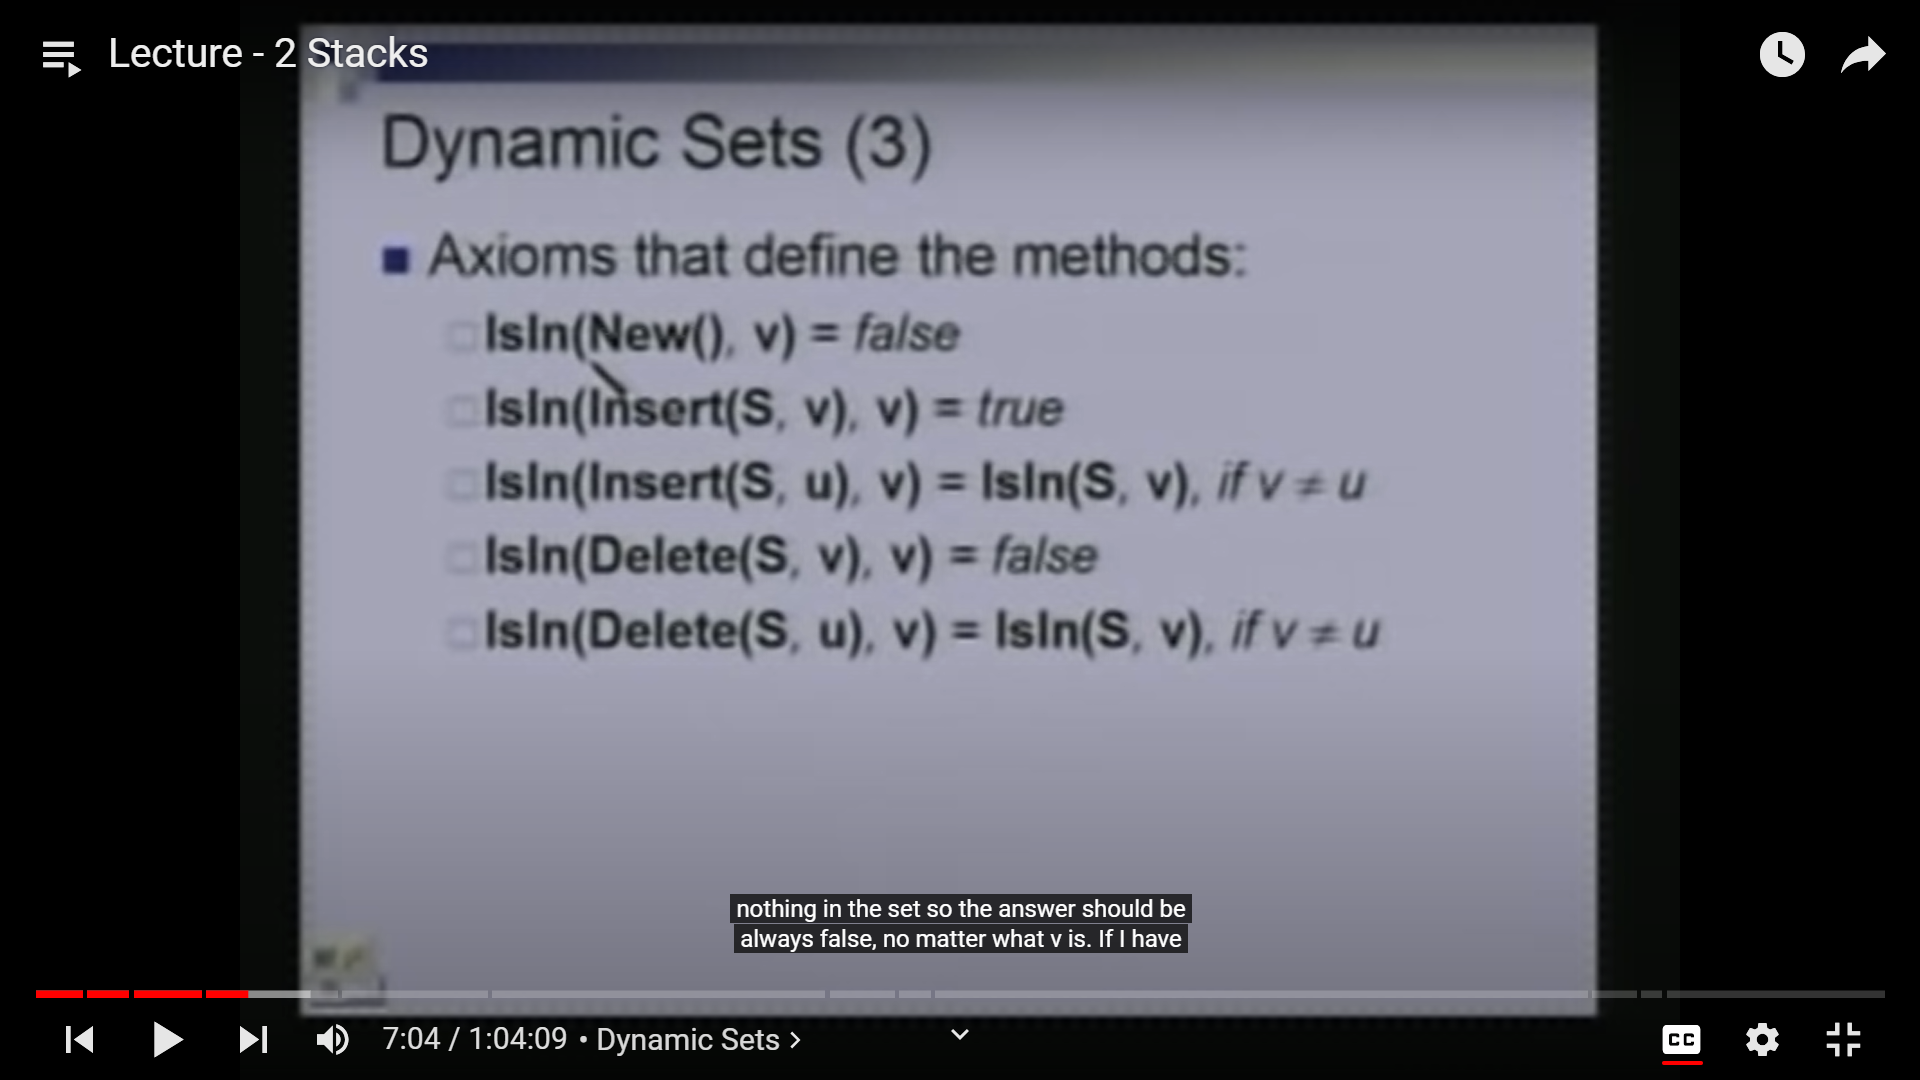 Lecture - 2 Stacks
Dynamic Sets (3)
Axioms that define the methods:
IsIn(New(), v) = false
IsIn(Insert(S, v), v) = true
IsIn(Insert(S, u), v) = IsIn(S, v), if v ≠ u
IsIn(Delete(S, v), v) = false
IsIn(Delete(S, u), v) = IsIn(S, v), if v ≠ u
nothing in the set so the answer should be
always false, no matter what v is. If I have
7:04 / 1:04:09 • Dynamic Sets >
CC